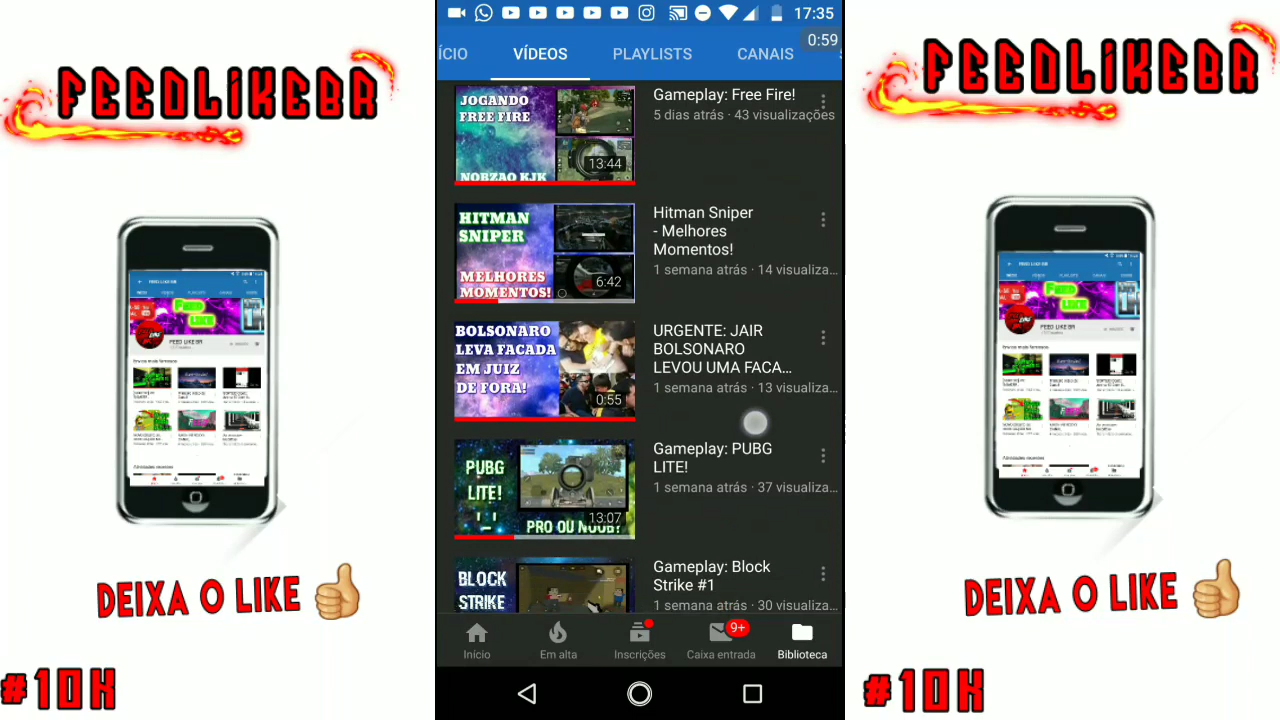 FEEDLIKEBR
DEIXA O LIKE
#10K
17:35
0:59
ÍCIO VÍDEOS PLAYLISTS CANAIS
JOGANDO
FREE FIRE
NOBZAO KJK
13:44
Gameplay: Free Fire!
5 dias atrás · 43 visualizações
HITMAN
SNIPER
MELHORES
MOMENTOS!
6:42
Hitman Sniper
- Melhores
Momentos!
1 semana atrás · 14 visualiza...
BOLSONARO
LEVA FACADA
EM JUIZ
DE FORA!
0:55
URGENTE: JAIR
BOLSONARO
LEVOU UMA FACA...
1 semana atrás · 13 visualiza...
PUBG
LITE!
PRO OU NOOB?
13:07
Gameplay: PUBG
LITE!
1 semana atrás · 37 visualiza...
BLOCK
STRIKE
Gameplay: Block
Strike #1
1 semana atrás · 30 visualiza...
9+
Início Em alta Inscrições Caixa entrada Biblioteca
FEEDLIKEBR
DEIXA O LIKE
#10K